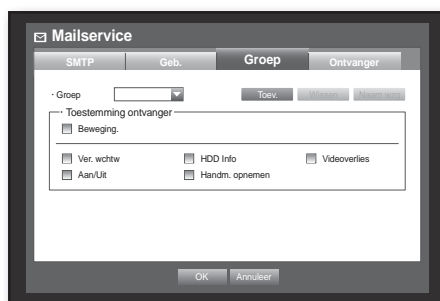 Mailservice
SMTP Geb. Groep Ontvanger
· Groep Toev. Wissen Naam wzg
· Toestemming ontvanger
Beweging.
Ver. wchtw HDD Info Videoverlies
Aan/Uit Handm. opnemen
OK Annuleer